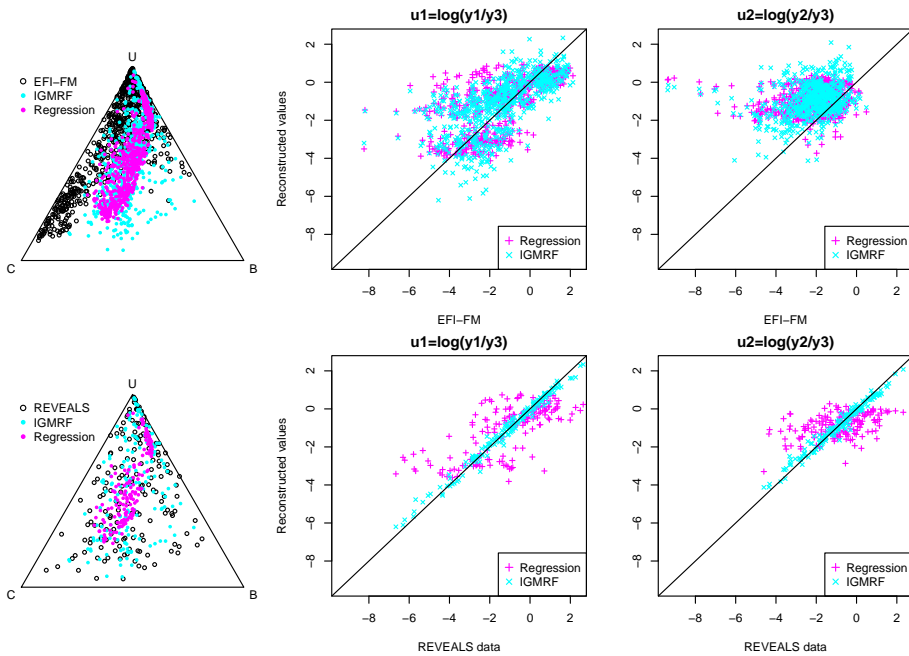 U
EFI−FM
IGMRF
Regression
C
B
u1=log(y1/y3)
Reconstructed values
2
0
−2
−4
−6
−8
−8 −6 −4 −2 0 2
EFI−FM
Regression
IGMRF
u2=log(y2/y3)
2
0
−2
−4
−6
−8
−8 −6 −4 −2 0 2
EFI−FM
Regression
IGMRF
U
REVEALS
IGMRF
Regression
C
B
u1=log(y1/y3)
Reconstructed values
2
0
−2
−4
−6
−8
−8 −6 −4 −2 0 2
REVEALS data
Regression
IGMRF
u2=log(y2/y3)
2
0
−2
−4
−6
−8
−8 −6 −4 −2 0 2
REVEALS data
Regression
IGMRF